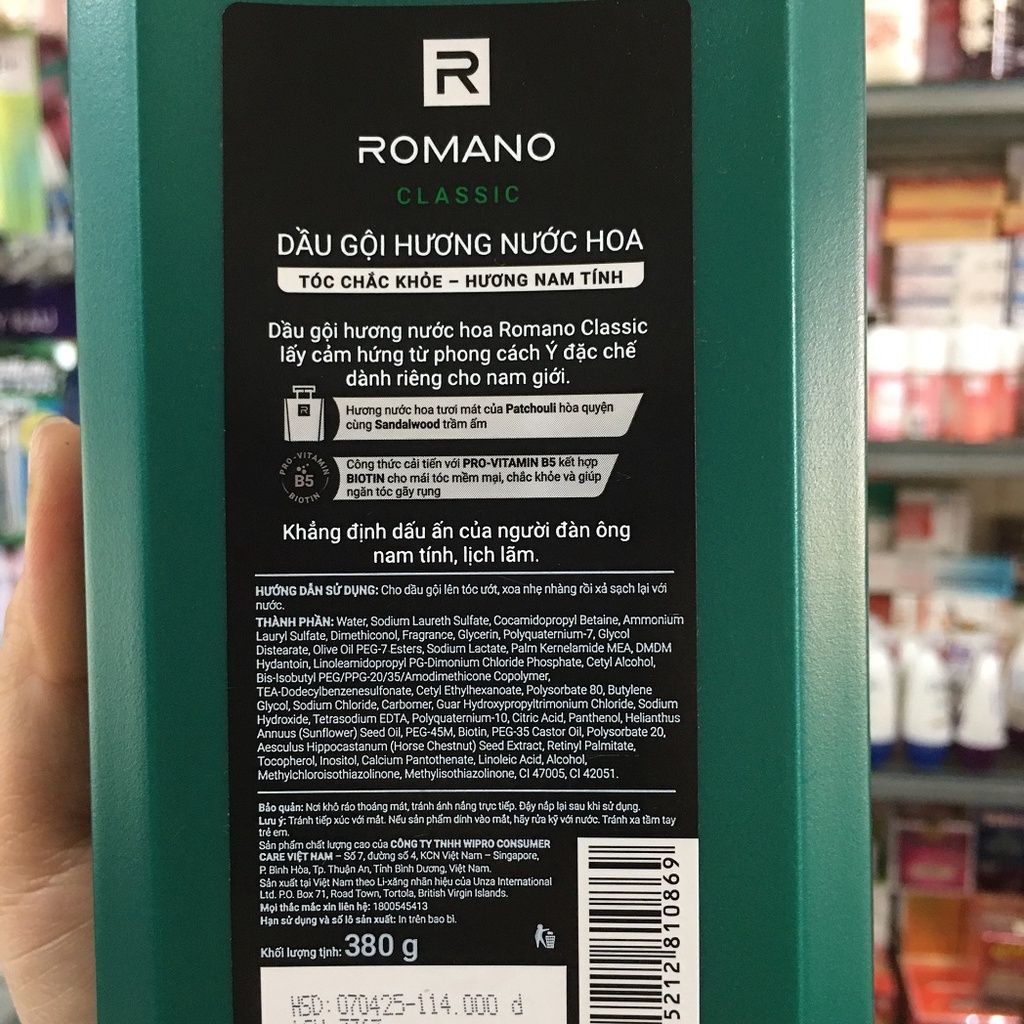 R
ROMANO
CLASSIC
DẦU GỘI HƯƠNG NƯỚC HOA
TÓC CHẮC KHỎE – HƯƠNG NAM TÍNH
Dầu gội hương nước hoa Romano Classic
lấy cảm hứng từ phong cách Ý đặc chế
dành riêng cho nam giới.
R
Hương nước hoa tươi mát của Patchouli hòa quyện
cùng Sandalwood trầm ấm
PRO-VITAMIN
B5
BIOTIN
Công thức cải tiến với PRO-VITAMIN B5 kết hợp
BIOTIN cho mái tóc mềm mại, chắc khỏe và giúp
ngăn tóc gãy rụng
Khẳng định dấu ấn của người đàn ông
nam tính, lịch lãm.
HƯỚNG DẪN SỬ DỤNG: Cho dầu gội lên tóc ướt, xoa nhẹ nhàng rồi xả sạch lại với
nước.
THÀNH PHẦN: Water, Sodium Laureth Sulfate, Cocamidopropyl Betaine, Ammonium
Lauryl Sulfate, Dimethiconol, Fragrance, Glycerin, Polyquaternium-7, Glycol
Distearate, Olive Oil PEG-7 Esters, Sodium Lactate, Palm Kernelamide MEA, DMDM
Hydantoin, Linoleamidopropyl PG-Dimonium Chloride Phosphate, Cetyl Alcohol,
Bis-Isobutyl PEG/PPG-20/35/Amodimethicone Copolymer,
TEA-Dodecylbenzenesulfonate, Cetyl Ethylhexanoate, Polysorbate 80, Butylene
Glycol, Sodium Chloride, Carbomer, Guar Hydroxypropyltrimonium Chloride, Sodium
Hydroxide, Tetrasodium EDTA, Polyquaternium-10, Citric Acid, Panthenol, Helianthus
Annuus (Sunflower) Seed Oil, PEG-45M, Biotin, PEG-35 Castor Oil, Polysorbate 20,
Aesculus Hippocastanum (Horse Chestnut) Seed Extract, Retinyl Palmitate,
Tocopherol, Inositol, Calcium Pantothenate, Linoleic Acid, Alcohol,
Methylchloroisothiazolinone, Methylisothiazolinone, CI 47005, CI 42051.
Bảo quản: Nơi khô ráo thoáng mát, tránh ánh nắng trực tiếp. Đậy nắp lại sau khi sử dụng.
Lưu ý: Tránh tiếp xúc với mắt. Nếu sản phẩm dính vào mắt, hãy rửa kỹ với nước. Tránh xa tầm tay
trẻ em.
Sản phẩm chất lượng cao của CÔNG TY TNHH WIPRO CONSUMER
CARE VIỆT NAM – Số 7, đường số 4, KCN Việt Nam – Singapore,
P. Bình Hòa, Tp. Thuận An, Tỉnh Bình Dương, Việt Nam.
Sản xuất tại Việt Nam theo Li-xăng nhãn hiệu của Unza International
Ltd. P.O. Box 71, Road Town, Tortola, British Virgin Islands.
Mọi thắc mắc xin liên hệ: 1800545413
Hạn sử dụng và số lô sản xuất: In trên bao bì.
Khối lượng tịnh: 380 g
HSD: 070425-114.000 đ
52128108 69